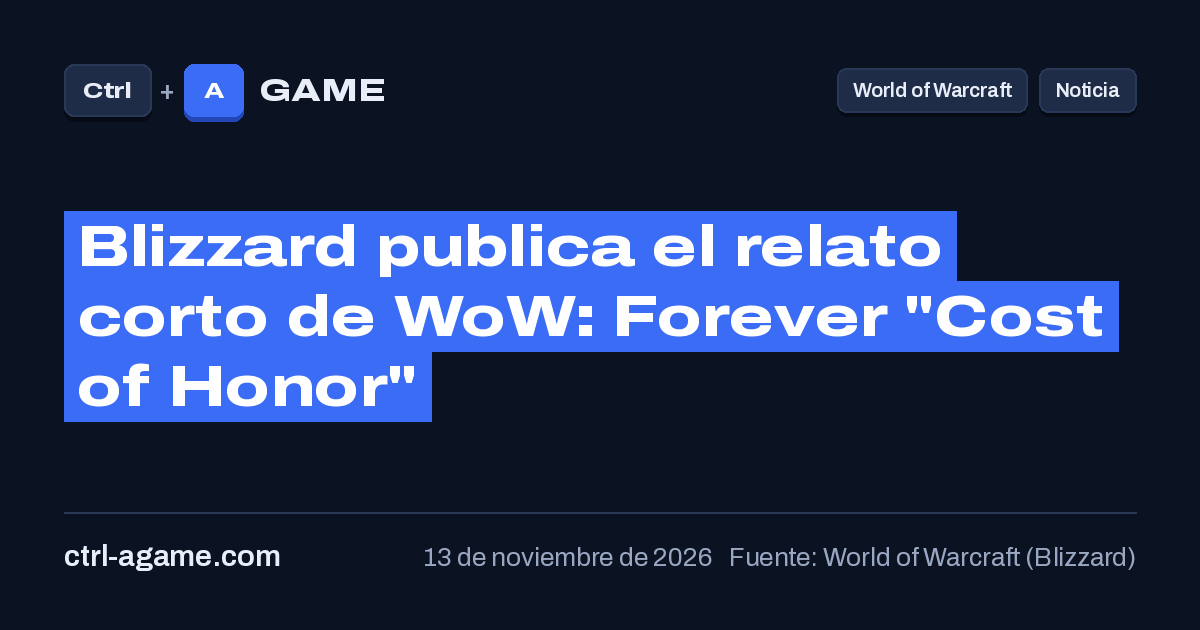 Ctrl + A GAME
World of Warcraft
Noticia
Blizzard publica el relato
corto de WoW: Forever "Cost
of Honor"
ctrl-agame.com
13 de noviembre de 2026
Fuente: World of Warcraft (Blizzard)